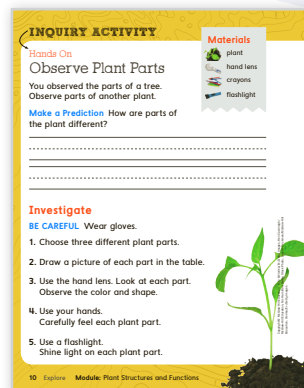 INQUIRY ACTIVITY
Hands On
Observe Plant Parts
You observed the parts of a tree.
Observe parts of another plant.
Make a Prediction How are parts of
the plant different?
Materials
plant
hand lens
crayons
flashlight
Investigate
BE CAREFUL Wear gloves.
1. Choose three different plant parts.
2. Draw a picture of each part in the table.
3. Use the hand lens. Look at each part.
Observe the color and shape.
4. Use your hands.
Carefully feel each plant part.
5. Use a flashlight.
Shine light on each plant part.
10 Explore Module: Plant Structures and Functions